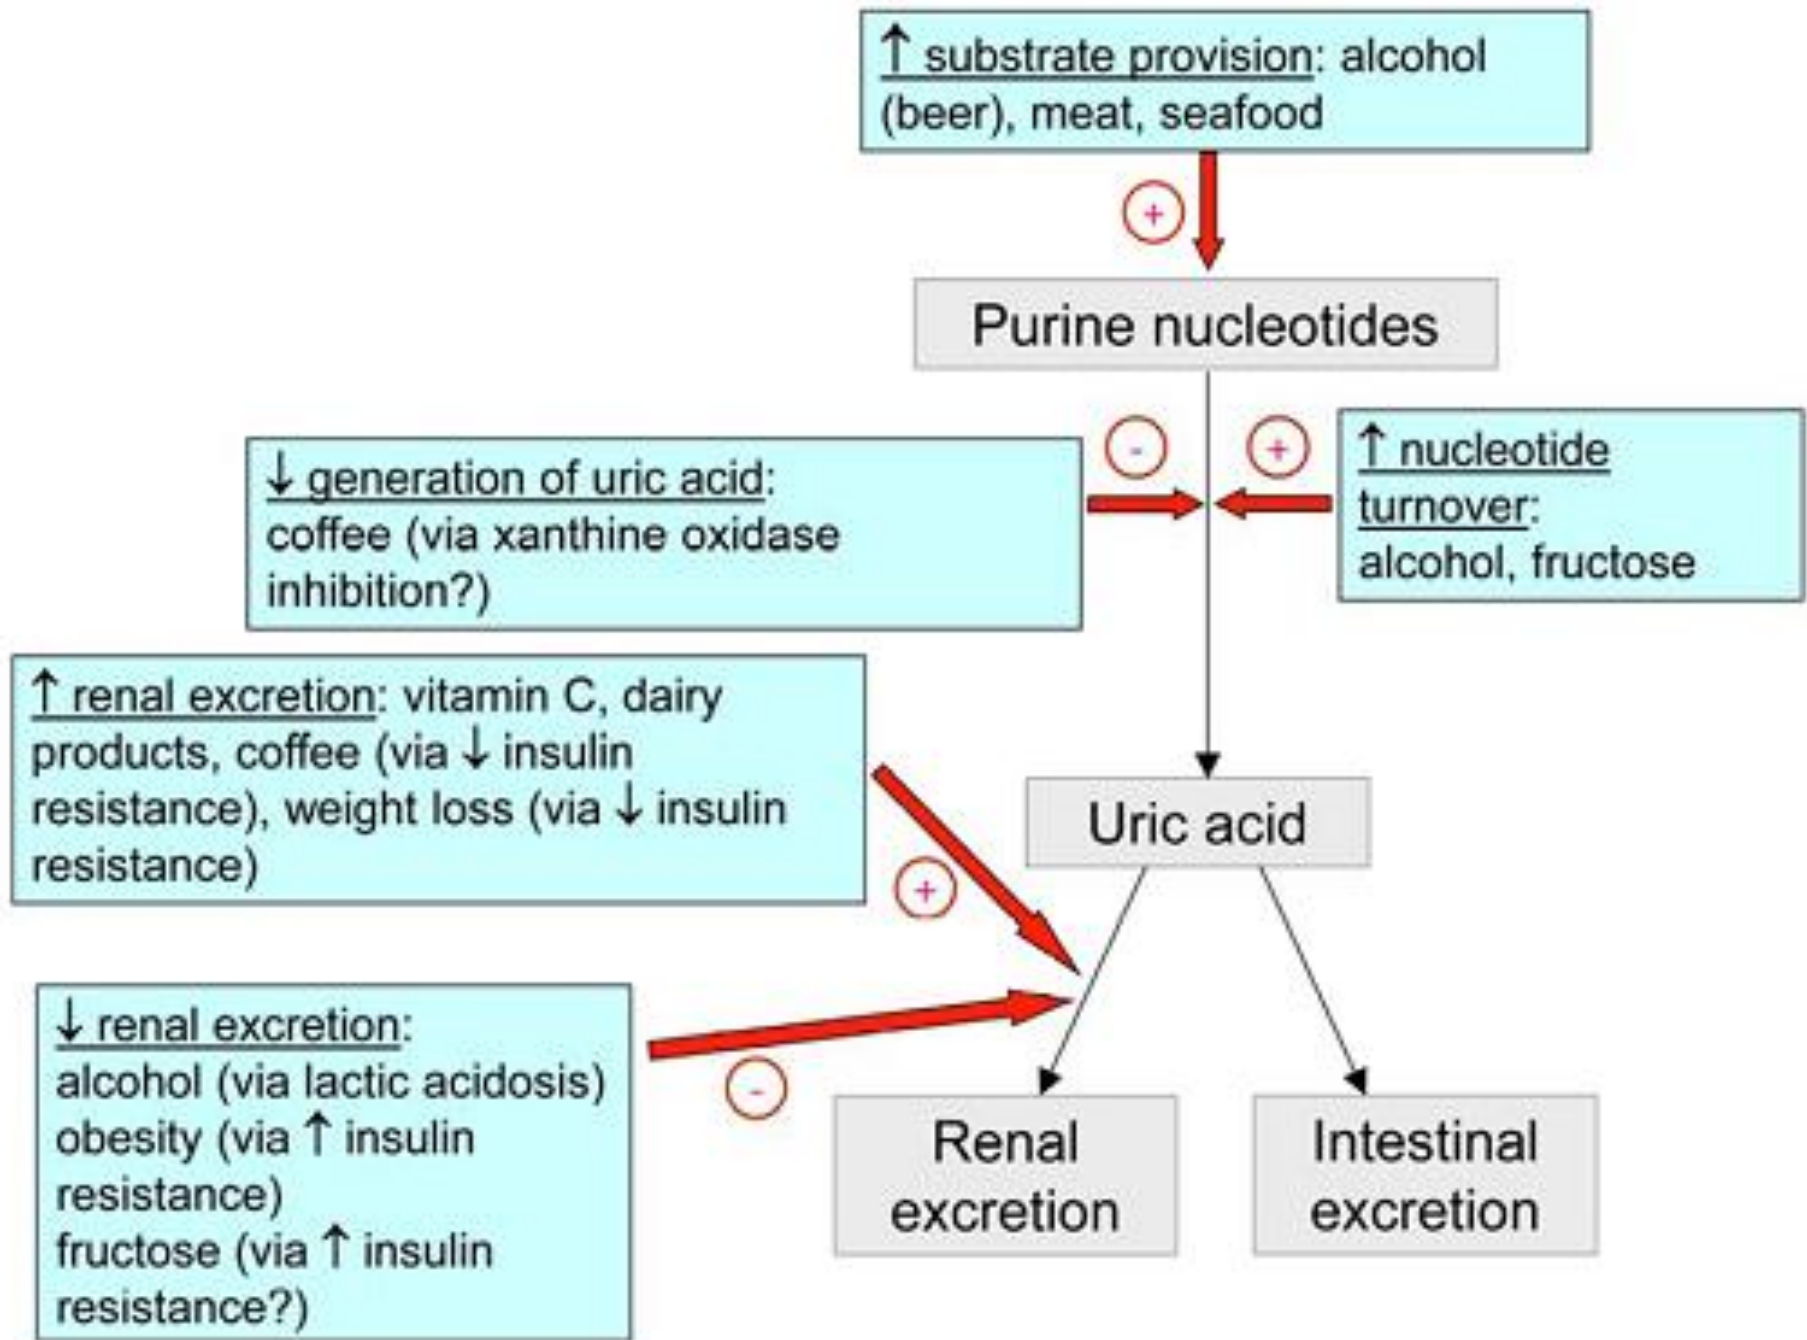 ↑ substrate provision: alcohol
(beer), meat, seafood
+
Purine nucleotides
↓ generation of uric acid:
coffee (via xanthine oxidase
inhibition?)
-
+
↑ nucleotide
turnover:
alcohol, fructose
↑ renal excretion: vitamin C, dairy
products, coffee (via ↓ insulin
resistance), weight loss (via ↓ insulin
resistance)
+
Uric acid
↓ renal excretion:
alcohol (via lactic acidosis)
obesity (via ↑ insulin
resistance)
fructose (via ↑ insulin
resistance?)
-
Renal
excretion
Intestinal
excretion